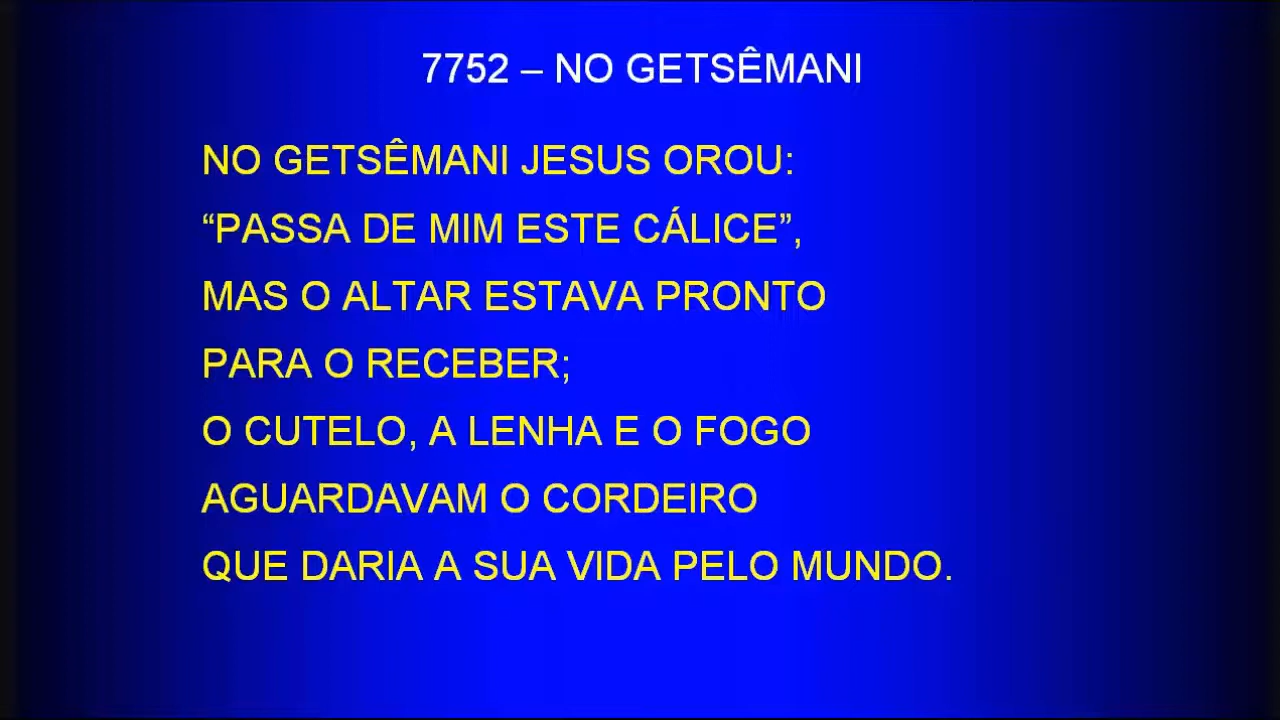 7752 – NO GETSÊMANI
NO GETSÊMANI JESUS OROU:
“PASSA DE MIM ESTE CÁLICE”,
MAS O ALTAR ESTAVA PRONTO
PARA O RECEBER;
O CUTELO, A LENHA E O FOGO
AGUARDAVAM O CORDEIRO
QUE DARIA A SUA VIDA PELO MUNDO.